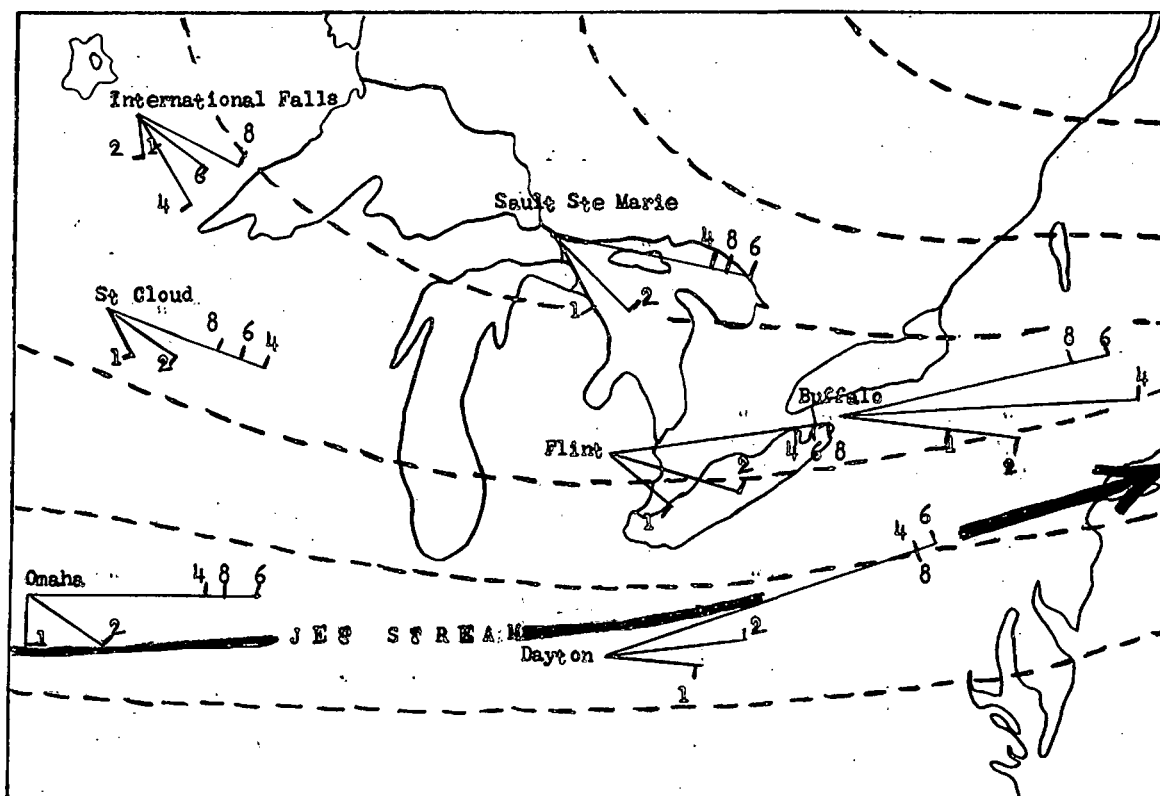 International Falls
2 1 8
6
4
Sault Ste Marie
4 8 6
2
1
St Cloud
8 6 4
1 2
8 6
4
Buffalo
1
2
Flint
4 6 8
2
1
4 6
8
Omaha
4 8 6
1 2
JET STREAM
Dayton
2
1